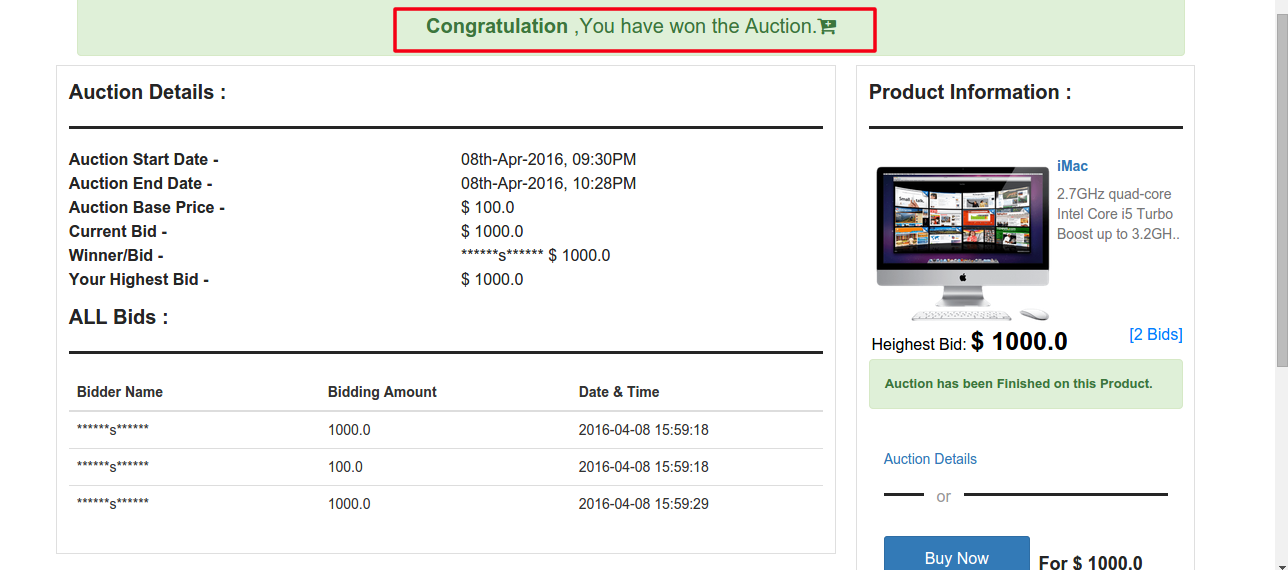 Congratulation ,You have won the Auction.
Auction Details :
Auction Start Date - 08th-Apr-2016, 09:30PM
Auction End Date - 08th-Apr-2016, 10:28PM
Auction Base Price - $ 100.0
Current Bid - $ 1000.0
Winner/Bid - ******s****** $ 1000.0
Your Highest Bid - $ 1000.0
ALL Bids :
Bidder Name Bidding Amount Date & Time
******s****** 1000.0 2016-04-08 15:59:18
******s****** 100.0 2016-04-08 15:59:18
******s****** 1000.0 2016-04-08 15:59:29
Product Information :
iMac
2.7GHz quad-core
Intel Core i5 Turbo
Boost up to 3.2GH..
Heighest Bid: $ 1000.0 [2 Bids]
Auction has been Finished on this Product.
Auction Details
or
Buy Now For $ 1000.0